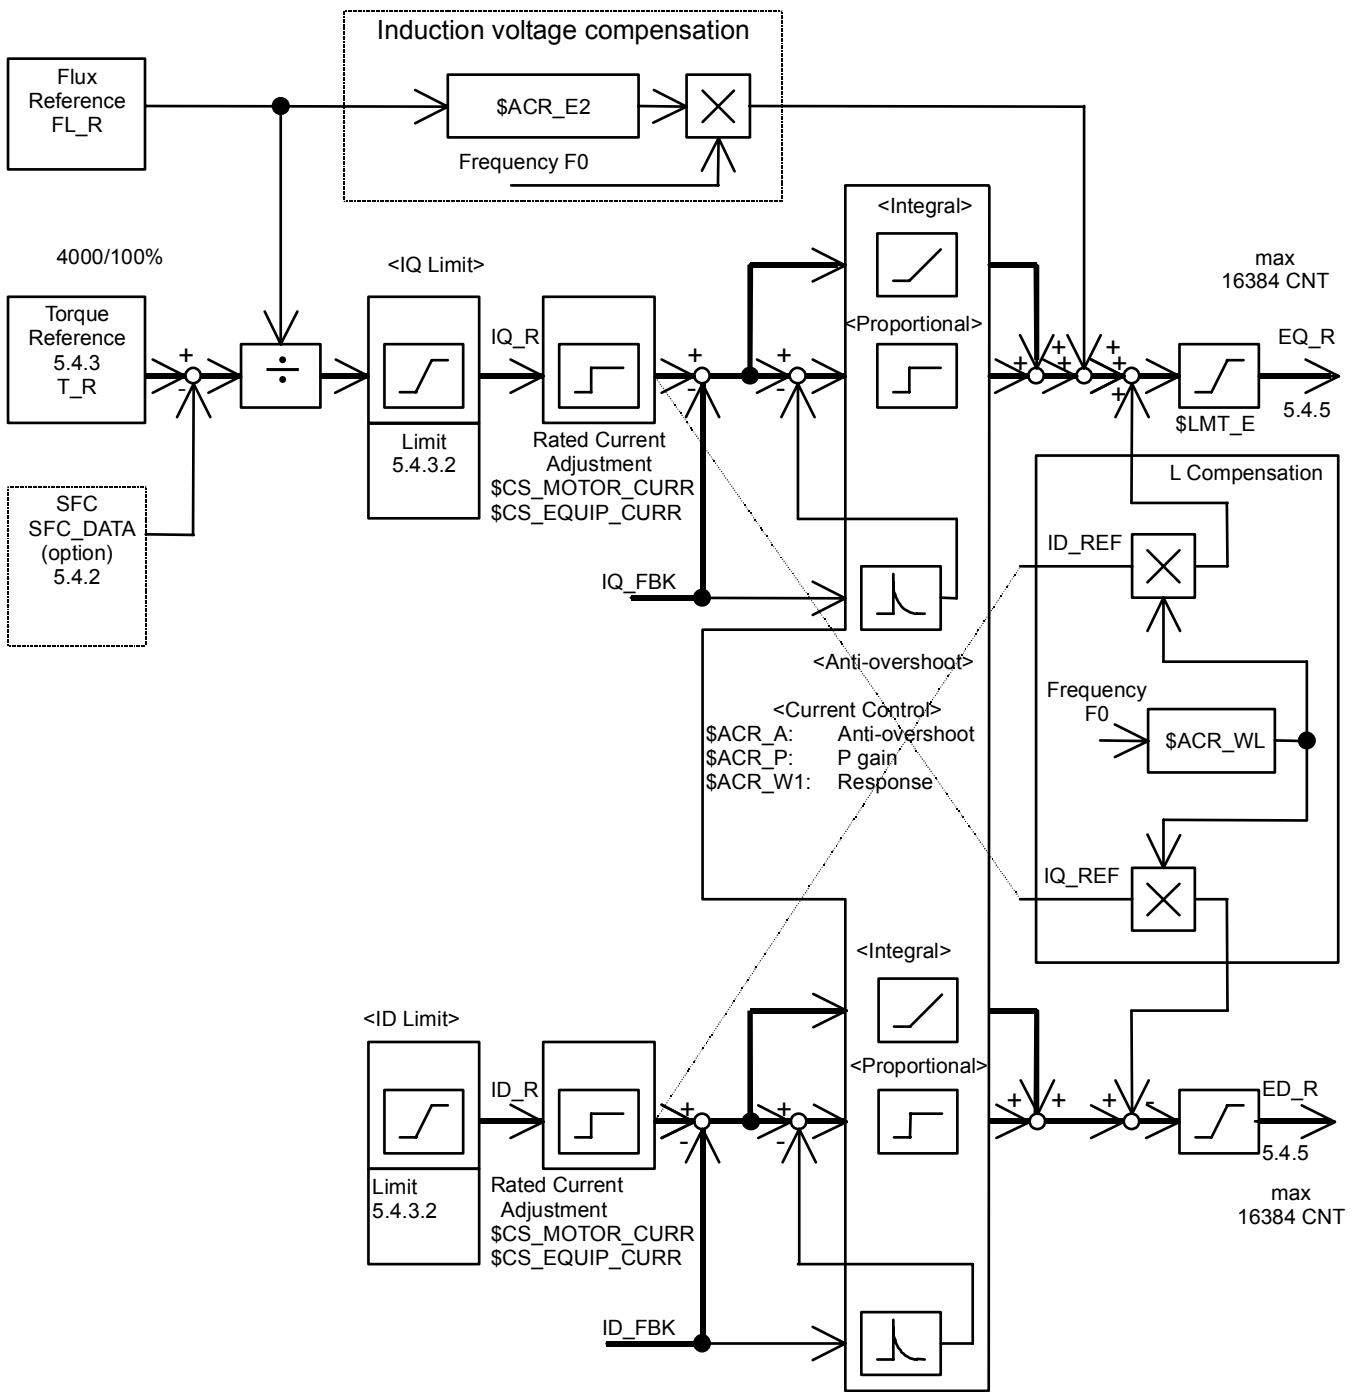 Induction voltage compensation
Flux
Reference
FL_R
$ACR_E2
Frequency F0
<Integral>
4000/100%
<IQ Limit>
max
16384 CNT
Torque
Reference
5.4.3
T_R
+
-
÷
IQ_R
<Proportional>
+
-
+
-
+
+
+
+
+
+
+
EQ_R
5.4.5
$LMT_E
Limit
5.4.3.2
Rated Current
Adjustment
$CS_MOTOR_CURR
$CS_EQUIP_CURR
L Compensation
SFC
SFC_DATA
(option)
5.4.2
ID_REF
IQ_FBK
<Anti-overshoot>
Frequency
F0
<Current Control>
$ACR_A: Anti-overshoot
$ACR_P: P gain
$ACR_W1: Response
$ACR_WL
IQ_REF
<Integral>
<ID Limit>
<Proportional>
ID_R
+
-
+
-
+
+
+
-
ED_R
5.4.5
max
16384 CNT
Limit
5.4.3.2
Rated Current
Adjustment
$CS_MOTOR_CURR
$CS_EQUIP_CURR
ID_FBK